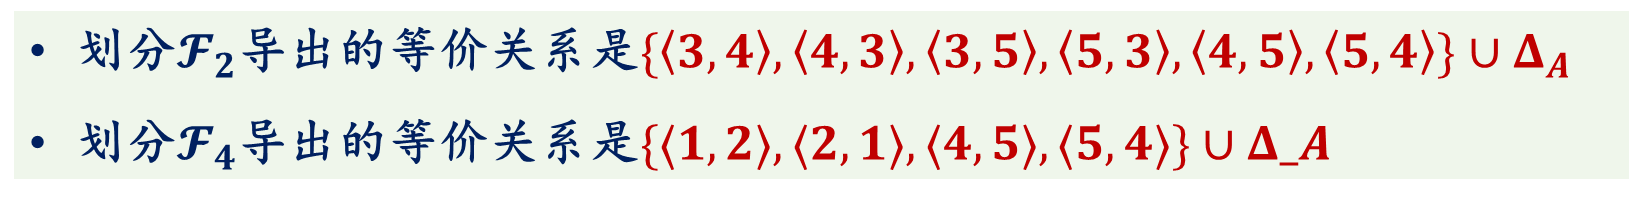 • 划分ℱ₂导出的等价关系是{⟨3, 4⟩, ⟨4, 3⟩, ⟨3, 5⟩, ⟨5, 3⟩, ⟨4, 5⟩, ⟨5, 4⟩} ∪ Δ_A
• 划分ℱ₄导出的等价关系是{⟨1, 2⟩, ⟨2, 1⟩, ⟨4, 5⟩, ⟨5, 4⟩} ∪ Δ_A